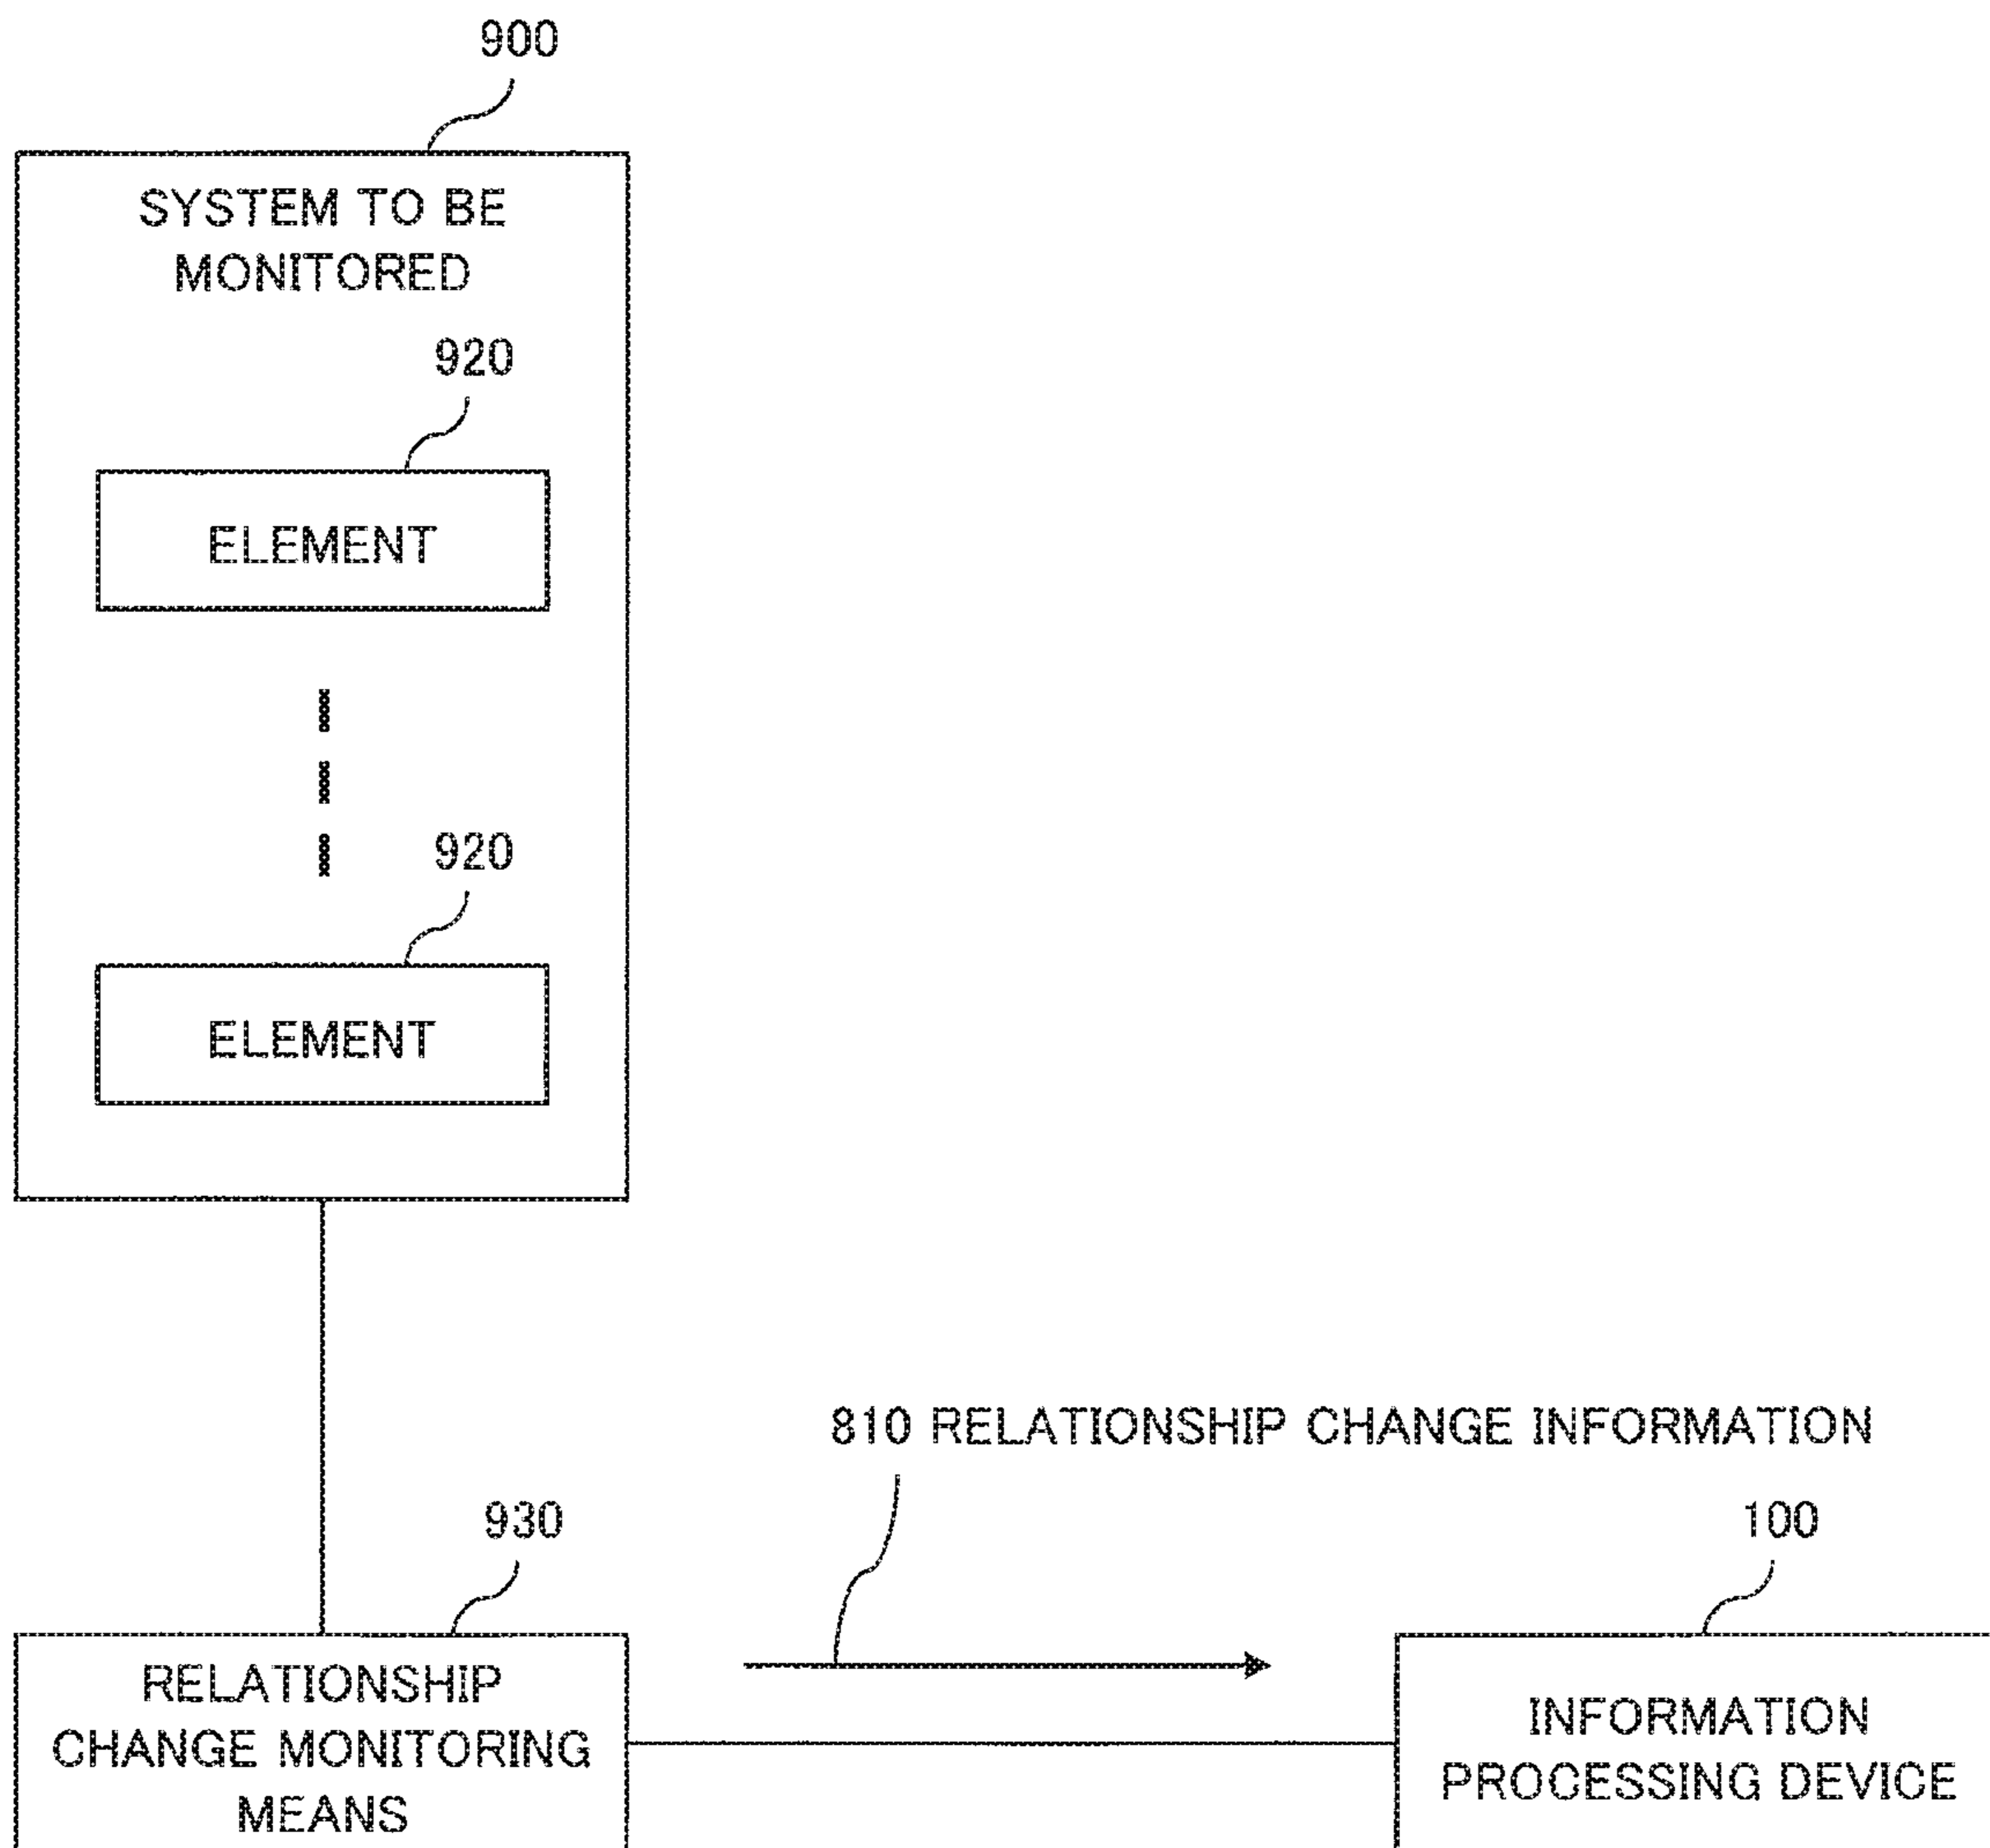 900
SYSTEM TO BE
MONITORED
920
ELEMENT
920
ELEMENT
810 RELATIONSHIP CHANGE INFORMATION
930
100
RELATIONSHIP
CHANGE MONITORING
MEANS
INFORMATION
PROCESSING DEVICE